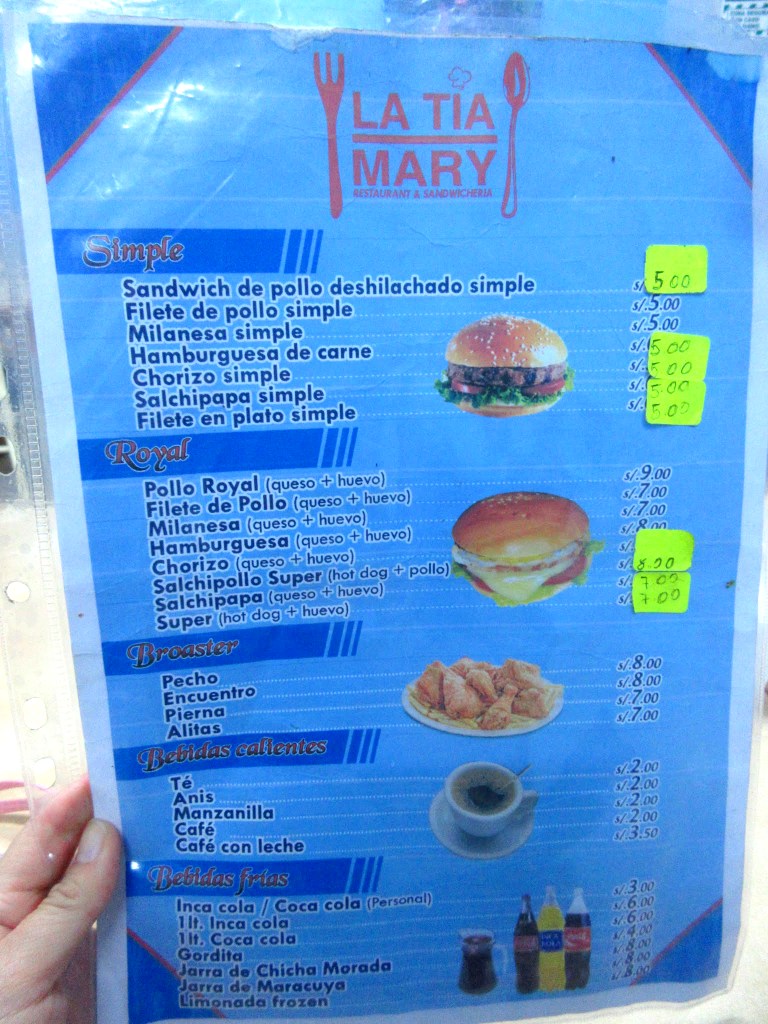 LA TIA
MARY
RESTAURANT & SANDWICHERIA
Simple
Sandwich de pollo deshilachado simple s/ 5.00
Filete de pollo simple s/.5.00
Milanesa simple s/.5.00
Hamburguesa de carne s/. 5.00
Chorizo simple s/. 5.00
Salchipapa simple s/. 5.00
Filete en plato simple s/. 5.00
Royal
Pollo Royal (queso + huevo) s/.9.00
Filete de Pollo (queso + huevo) s/.7.00
Milanesa (queso + huevo) s/.7.00
Hamburguesa (queso + huevo) s/.8.00
Chorizo (queso + huevo) s/.
Salchipollo Super (hot dog + pollo) s/. 8.00
Salchipapa (queso + huevo) s/. 7.00
Super (hot dog + huevo) s/. 7.00
Broaster
Pecho s/.8.00
Encuentro s/.8.00
Pierna s/.7.00
Alitas s/.7.00
Bebidas calientes
Té s/.2.00
Anis s/.2.00
Manzanilla s/.2.00
Café s/.2.00
Café con leche s/.3.50
Bebidas frías
Inca cola / Coca cola (Personal) s/.3.00
1lt. Inca cola s/.6.00
1lt. Coca cola s/.6.00
Gordita s/.4.00
Jarra de Chicha Morada s/.8.00
Jarra de Maracuya s/.8.00
Limonada frozen s/.8.00